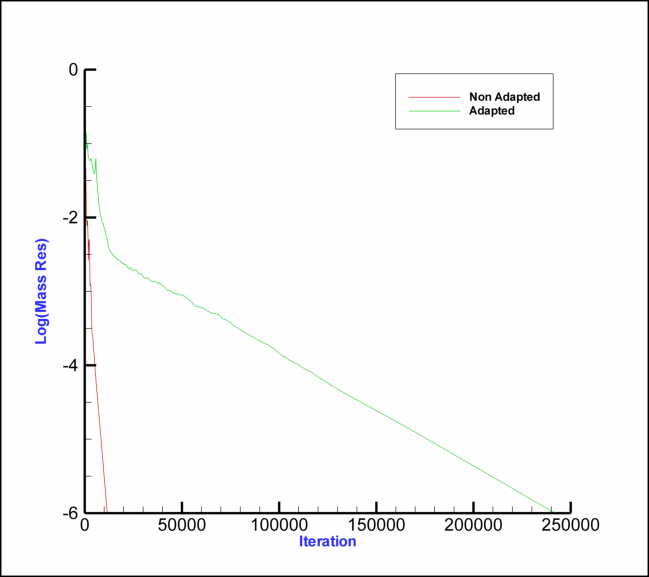 0
Non Adapted
Adapted
-2
Log(Mass Res)
-4
-6
0 50000 100000 150000 200000 250000
Iteration